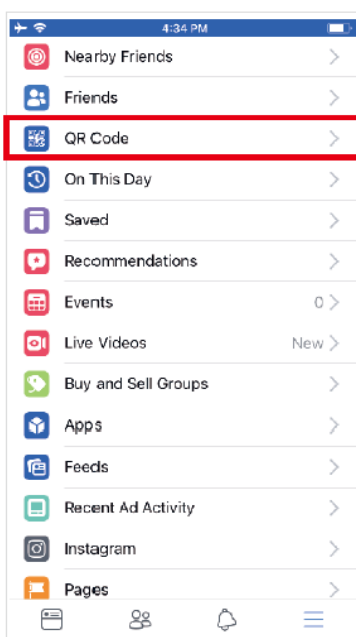 4:34 PM
Nearby Friends
Friends
QR Code
On This Day
Saved
Recommendations
Events 0
Live Videos New
Buy and Sell Groups
Apps
Feeds
Recent Ad Activity
Instagram
Pages